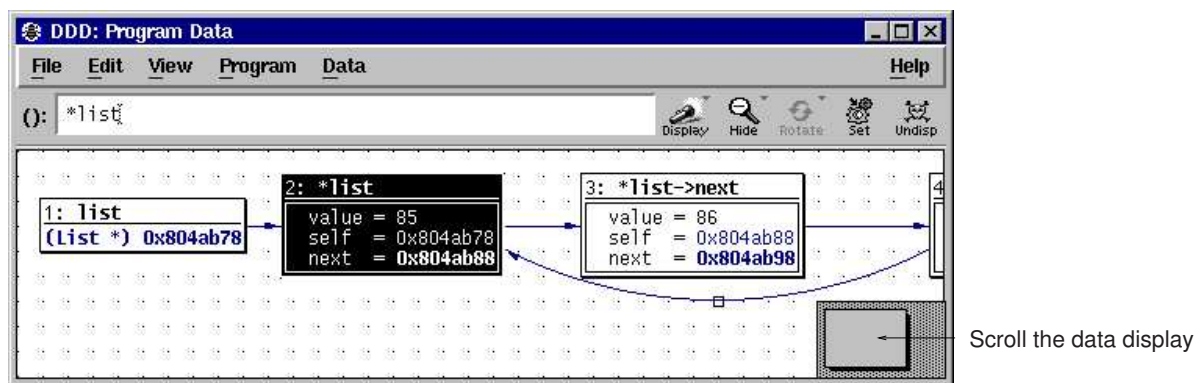 DDD: Program Data
File Edit View Program Data Help
(): *list
Display Hide Rotate Set Undisp
1: list
(List *) 0x804ab78
2: *list
value = 85
self = 0x804ab78
next = 0x804ab88
3: *list->next
value = 86
self = 0x804ab88
next = 0x804ab98
4
Scroll the data display